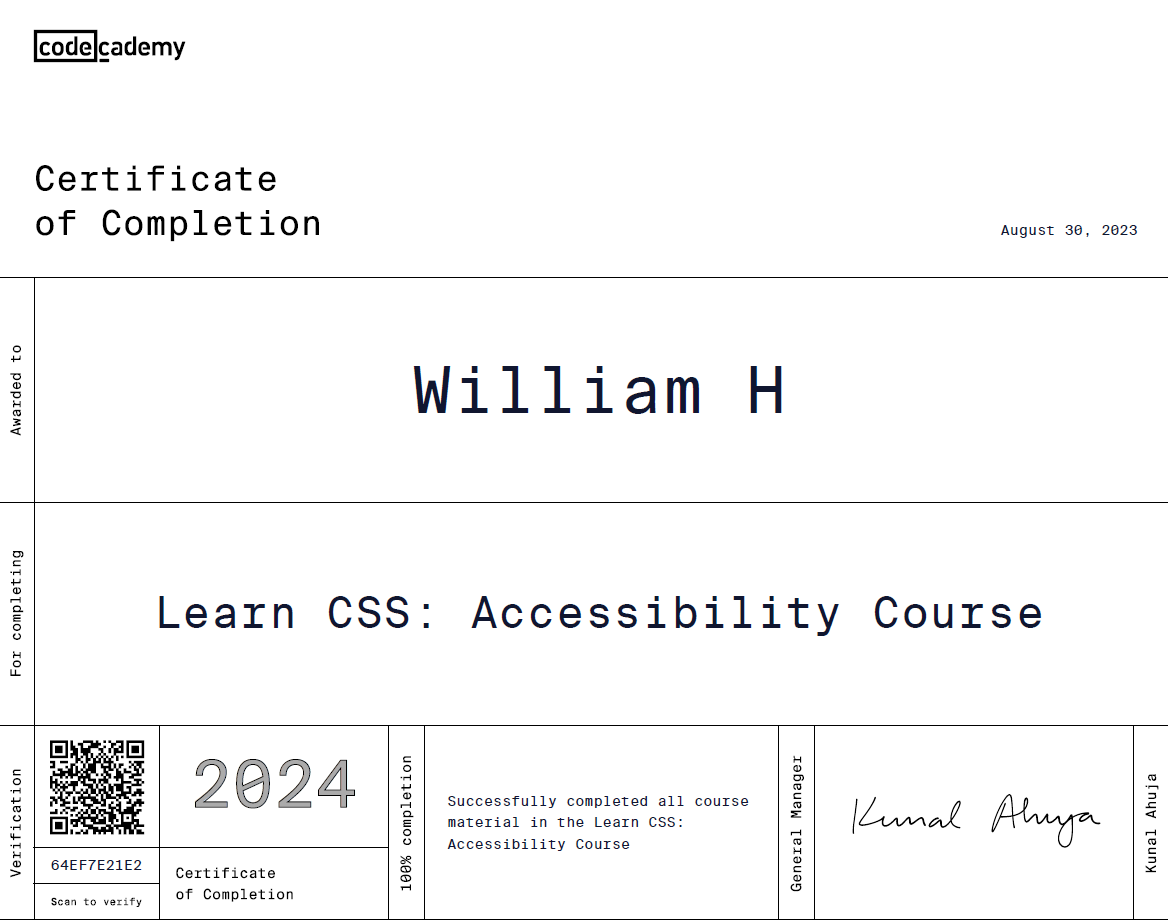 codecademy
Certificate
of Completion
August 30, 2023
Awarded to
William H
For completing
Learn CSS: Accessibility Course
Verification
64EF7E21E2
Scan to verify
2024
Certificate
of Completion
100% completion
Successfully completed all course
material in the Learn CSS:
Accessibility Course
General Manager
Kunal Ahuja
Kunal Ahuja